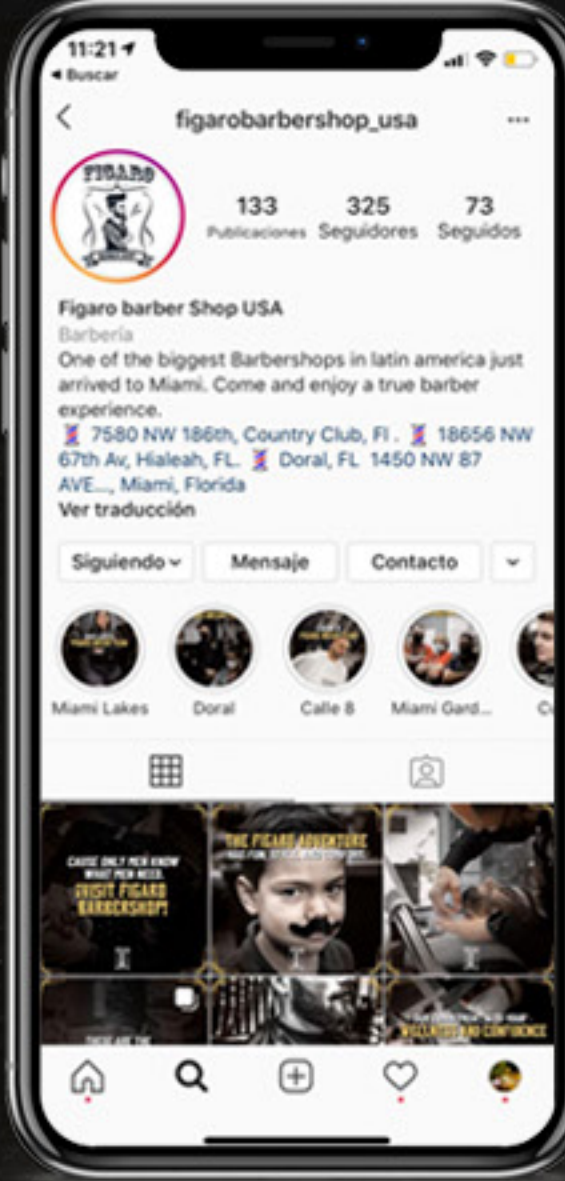 11:21
Buscar
figarobarbershop_usa
FIGARO
133 325 73
Publicaciones Seguidores Seguidos
Figaro barber Shop USA
Barbería
One of the biggest Barbershops in latin america just
arrived to Miami. Come and enjoy a true barber
experience.
7580 NW 186th, Country Club, Fl . 18656 NW
67th Av, Hialeah, FL. Doral, FL 1450 NW 87
AVE..., Miami, Florida
Ver traducción
Siguiendo Mensaje Contacto
Miami Lakes Doral Calle 8 Miami Gard...
CAUSE ONLY MEN KNOW
WHAT MEN NEED.
¡VISIT FIGARO
BARBERSHOP!
THE FIGARO ADVENTURE
THESE ARE THE
WELLNESS AND CONFIDENCE